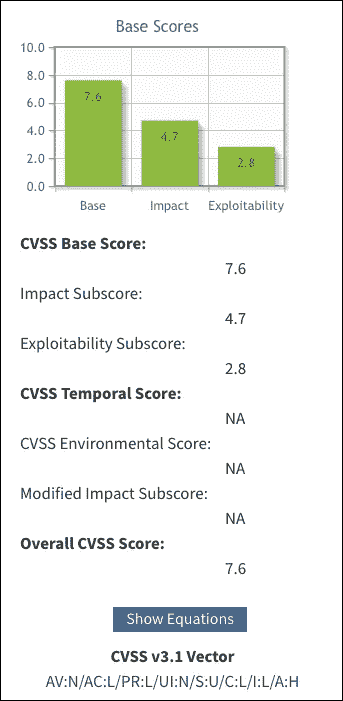 Base Scores
10.0
8.0
6.0
4.0
2.0
0.0
7.6
4.7
2.8
Base Impact Exploitability
CVSS Base Score:
7.6
Impact Subscore:
4.7
Exploitability Subscore:
2.8
CVSS Temporal Score:
NA
CVSS Environmental Score:
NA
Modified Impact Subscore:
NA
Overall CVSS Score:
7.6
Show Equations
CVSS v3.1 Vector
AV:N/AC:L/PR:L/UI:N/S:U/C:L/I:L/A:H